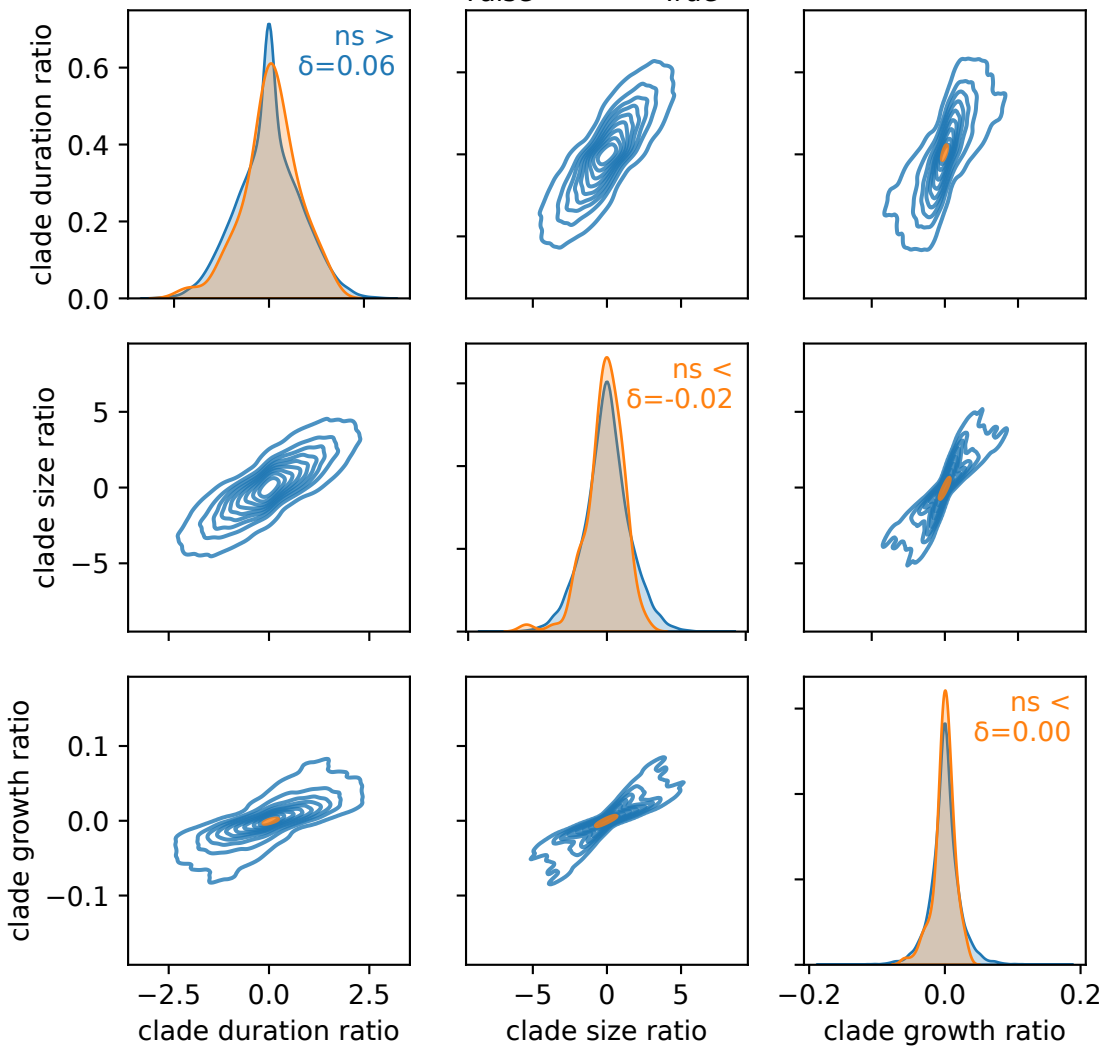 ns >
δ=0.06
clade duration ratio
0.6
0.4
0.2
0.0
ns <
δ=-0.02
clade size ratio
5
0
−5
ns <
δ=0.00
clade growth ratio
0.1
0.0
−0.1
−2.5 0.0 2.5
−5 0 5
−0.2 0.0 0.2
clade duration ratio
clade size ratio
clade growth ratio